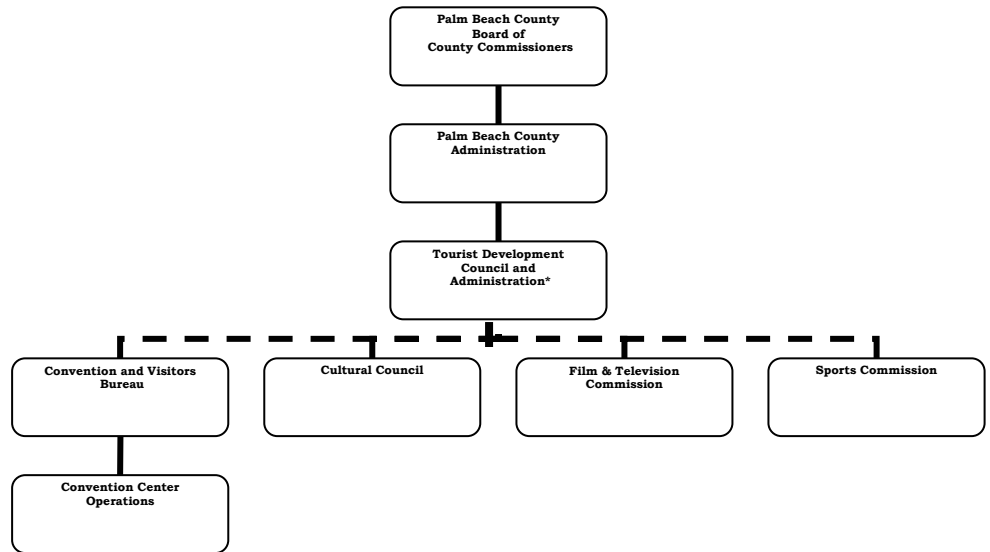 Palm Beach County
Board of
County Commissioners
Palm Beach County
Administration
Tourist Development
Council and
Administration*
Convention and Visitors
Bureau
Cultural Council
Film & Television
Commission
Sports Commission
Convention Center
Operations